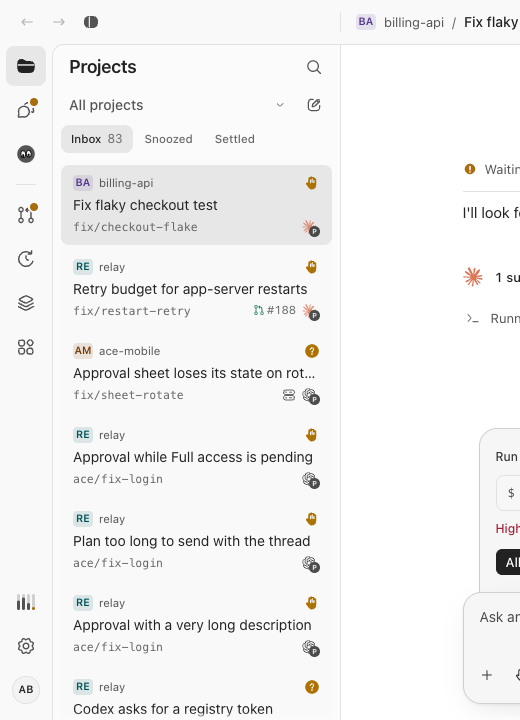 BA billing-api / Fix flaky
Projects
All projects
Inbox 83 Snoozed Settled
BA billing-api
Fix flaky checkout test
fix/checkout-flake
P
RE relay
Retry budget for app-server restarts
fix/restart-retry #188
P
AM ace-mobile ?
Approval sheet loses its state on rot...
fix/sheet-rotate
P
RE relay
Approval while Full access is pending
ace/fix-login
P
RE relay
Plan too long to send with the thread
ace/fix-login
P
RE relay
Approval with a very long description
ace/fix-login
P
RE relay ?
Codex asks for a registry token
AB
Waitin
I'll look f
1 su
>_ Runn
Run
$
High
All
Ask an
+